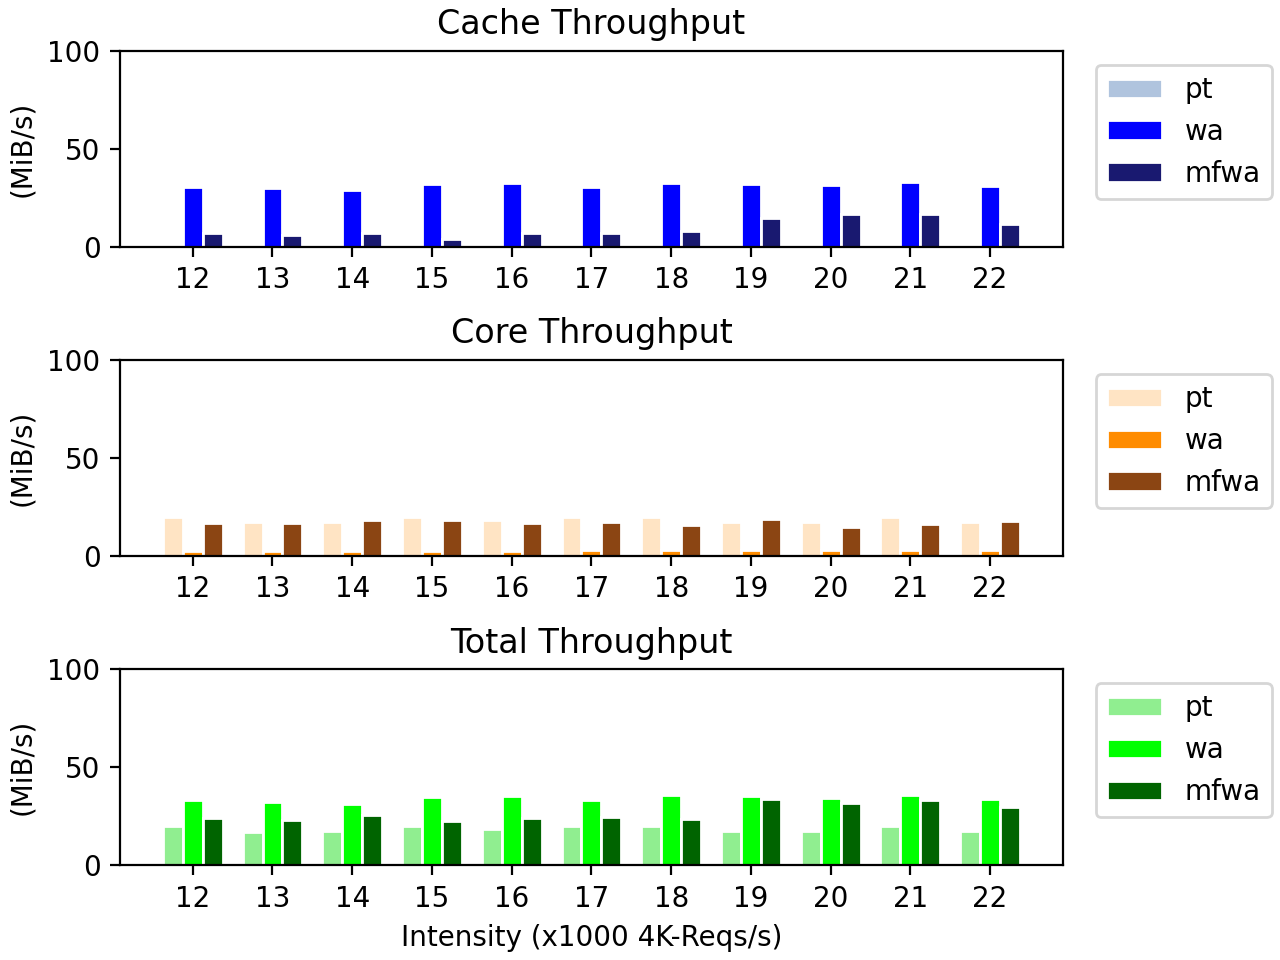 Cache Throughput
100
50
0
(MiB/s)
12 13 14 15 16 17 18 19 20 21 22
pt
wa
mfwa
Core Throughput
100
50
0
(MiB/s)
12 13 14 15 16 17 18 19 20 21 22
pt
wa
mfwa
Total Throughput
100
50
0
(MiB/s)
12 13 14 15 16 17 18 19 20 21 22
Intensity (x1000 4K-Reqs/s)
pt
wa
mfwa